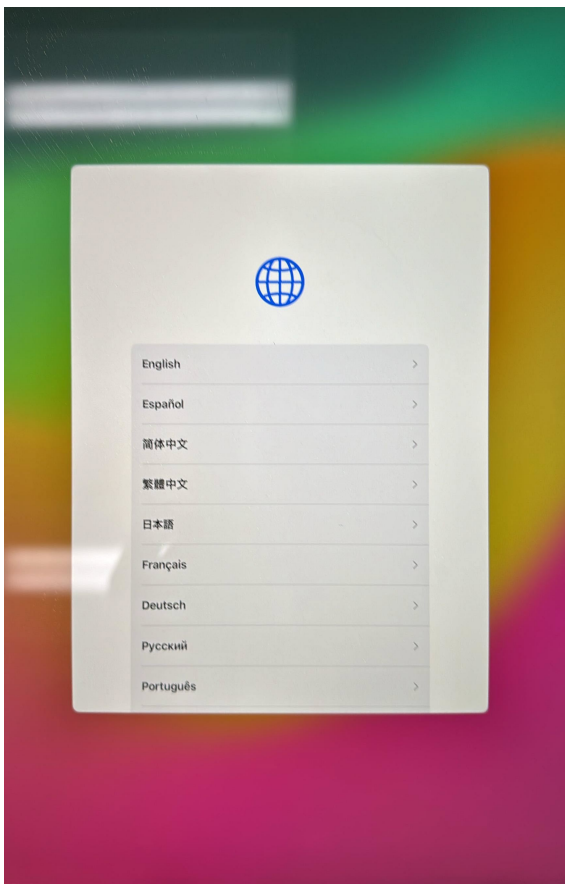 English
Español
简体中文
繁體中文
日本語
Français
Deutsch
Русский
Português